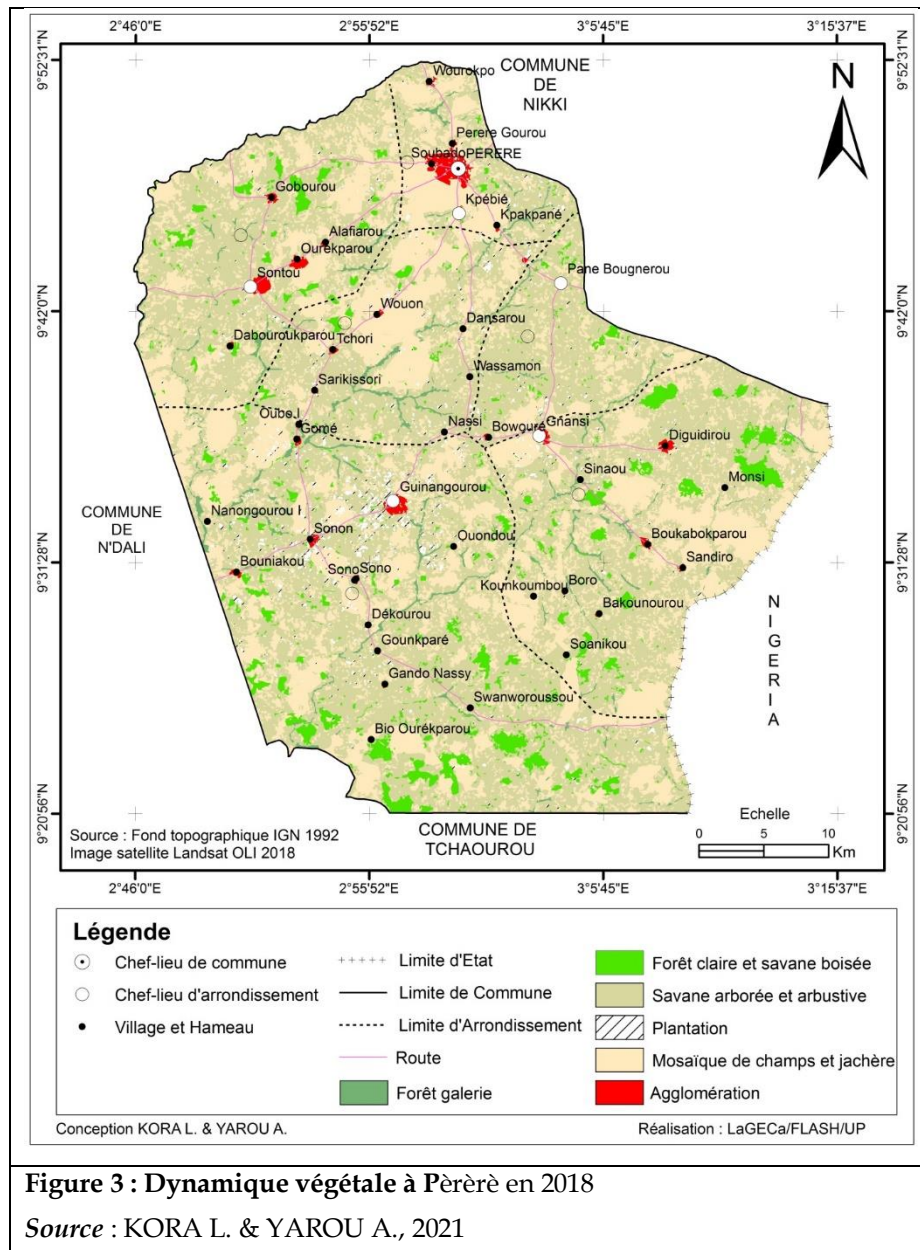 2°46'0"E
2°55'52"E
3°5'45"E
3°15'37"E
9°52'31"N
9°52'31"N
COMMUNE
DE
NIKKI
N
Wourokpo
Perere Gourou
Soubado
PERERE
Kpébié
Gobourou
Kpakpané
Alafiarou
Ourékparou
Sontou
Pane Bougnerou
9°42'0"N
9°42'0"N
Wouon
Dansarou
Dabouroukparou
Tchori
Sarikissori
Wassamon
Oube I
Gomé
Nassi
Bowouré
Gnansi
Diguidirou
Sinaou
Monsi
Guinangourou
COMMUNE
DE
N'DALI
Nanongourou
Sonon
Ouondou
Boukabokparou
Sandiro
9°31'28"N
9°31'28"N
Bouniakou
Sono
Sono
Kounkoumbou
Boro
Bakounourou
Dékourou
Gounkparé
Soanikou
NIGERIA
Gando Nassy
Swanworoussou
Bio Ourékparou
9°20'56"N
9°20'56"N
Source : Fond topographique IGN 1992
Image satellite Landsat OLI 2018
COMMUNE DE
TCHAOUROU
Echelle
0 5 10
Km
2°46'0"E
2°55'52"E
3°5'45"E
3°15'37"E
Légende
Chef-lieu de commune
Chef-lieu d'arrondissement
Village et Hameau
Limite d'Etat
Limite de Commune
Limite d'Arrondissement
Route
Forêt galerie
Forêt claire et savane boisée
Savane arborée et arbustive
Plantation
Mosaïque de champs et jachère
Agglomération
Conception KORA L. & YAROU A.
Réalisation : LaGECa/FLASH/UP
Figure 3 : Dynamique végétale à Pèrèrè en 2018
Source : KORA L. & YAROU A., 2021